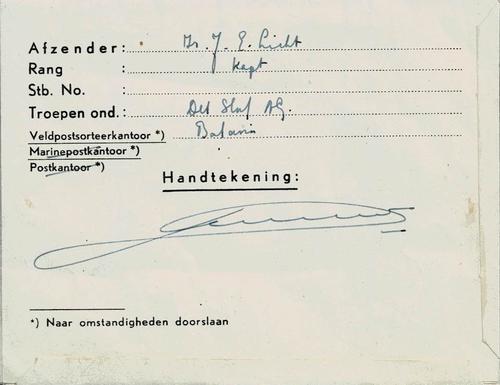 Afzender: Mr. J. E. Licht
Rang : Kapt
Stb. No. :
Troepen ond. : Det Staf AG.
Veldpostsorteerkantoor *) Batavia
Marinepostkantoor *)
Postkantoor *)
Handtekening:
*) Naar omstandigheden doorslaan